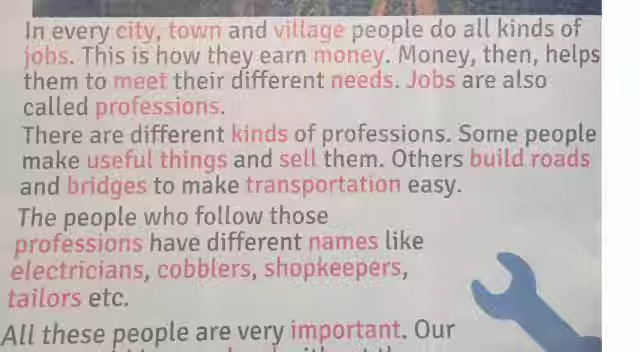 In every city, town and village people do all kinds of
jobs. This is how they earn money. Money, then, helps
them to meet their different needs. Jobs are also
called professions.
There are different kinds of professions. Some people
make useful things and sell them. Others build roads
and bridges to make transportation easy.
The people who follow those
professions have different names like
electricians, cobblers, shopkeepers,
tailors etc.
All these people are very important. Our